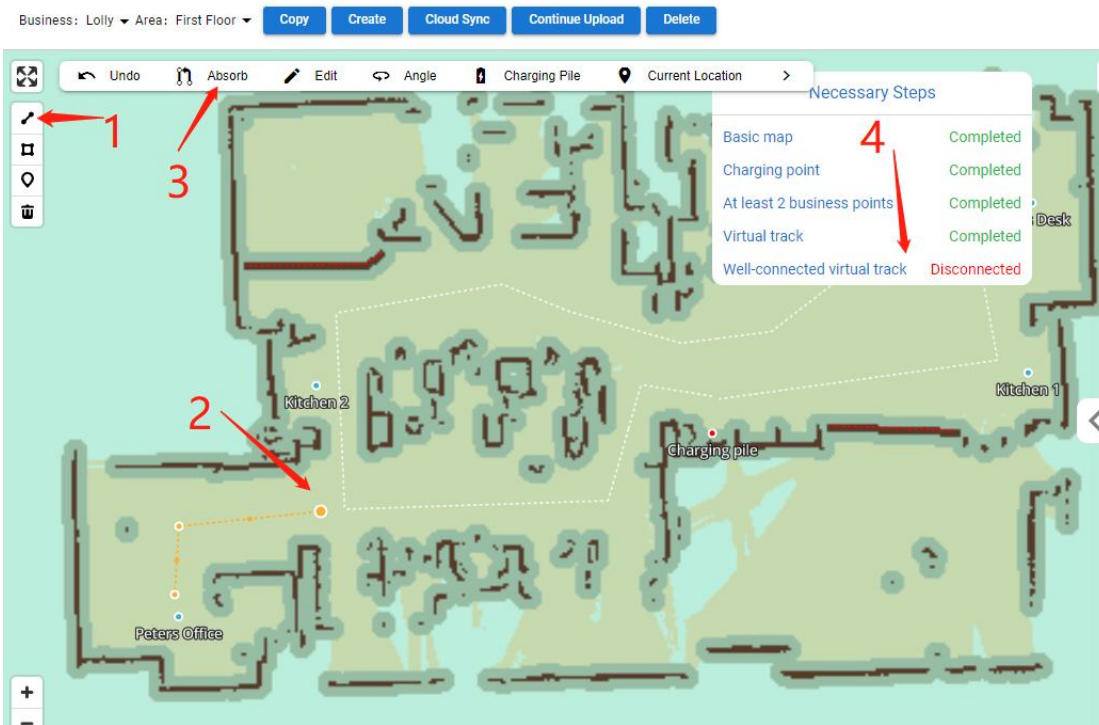 Business: Lolly Area: First Floor Copy Create Cloud Sync Continue Upload Delete
Undo Absorb Edit Angle Charging Pile Current Location
1
3
Necessary Steps
4
Basic map Completed
Charging point Completed
At least 2 business points Completed
Desk
Virtual track Completed
Well-connected virtual track Disconnected
Kitchen 1
Kitchen 2
2
Charging pile
Peters Office